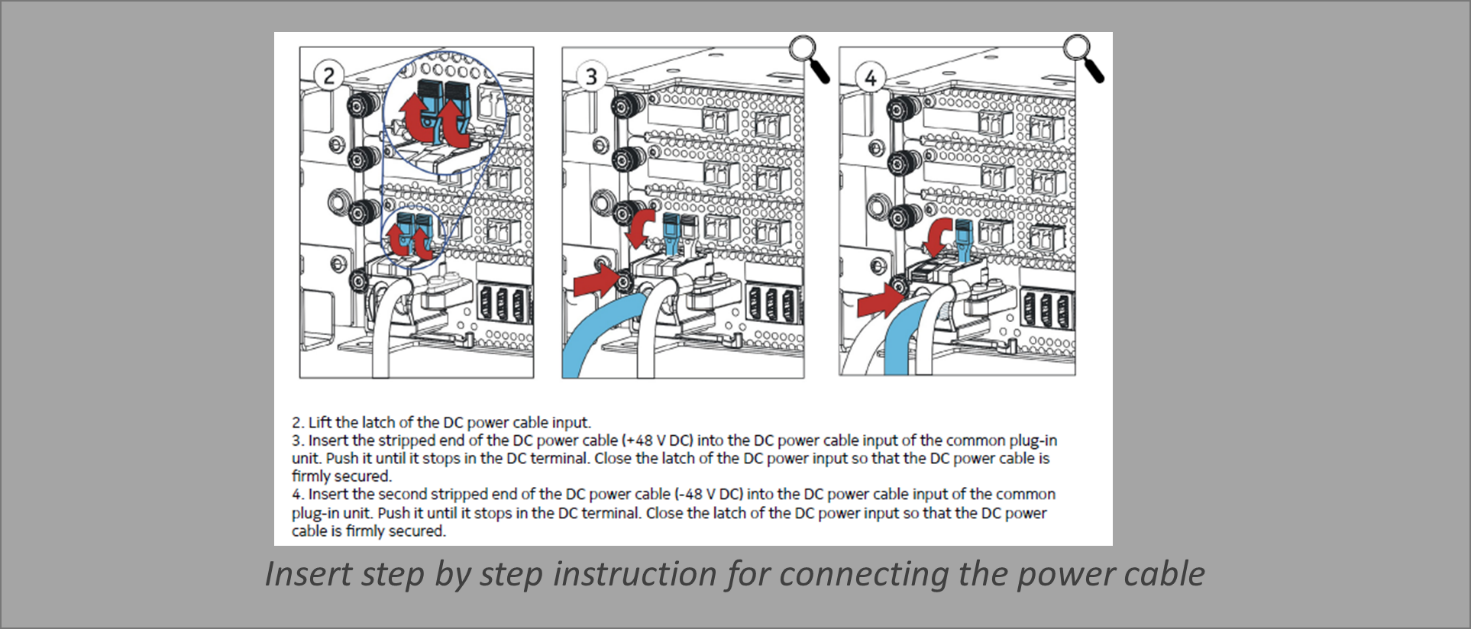 2
3
4
2. Lift the latch of the DC power cable input.
3. Insert the stripped end of the DC power cable (+48 V DC) into the DC power cable input of the common plug-in
unit. Push it until it stops in the DC terminal. Close the latch of the DC power input so that the DC power cable is
firmly secured.
4. Insert the second stripped end of the DC power cable (-48 V DC) into the DC power cable input of the common
plug-in unit. Push it until it stops in the DC terminal. Close the latch of the DC power input so that the DC power
cable is firmly secured.
Insert step by step instruction for connecting the power cable